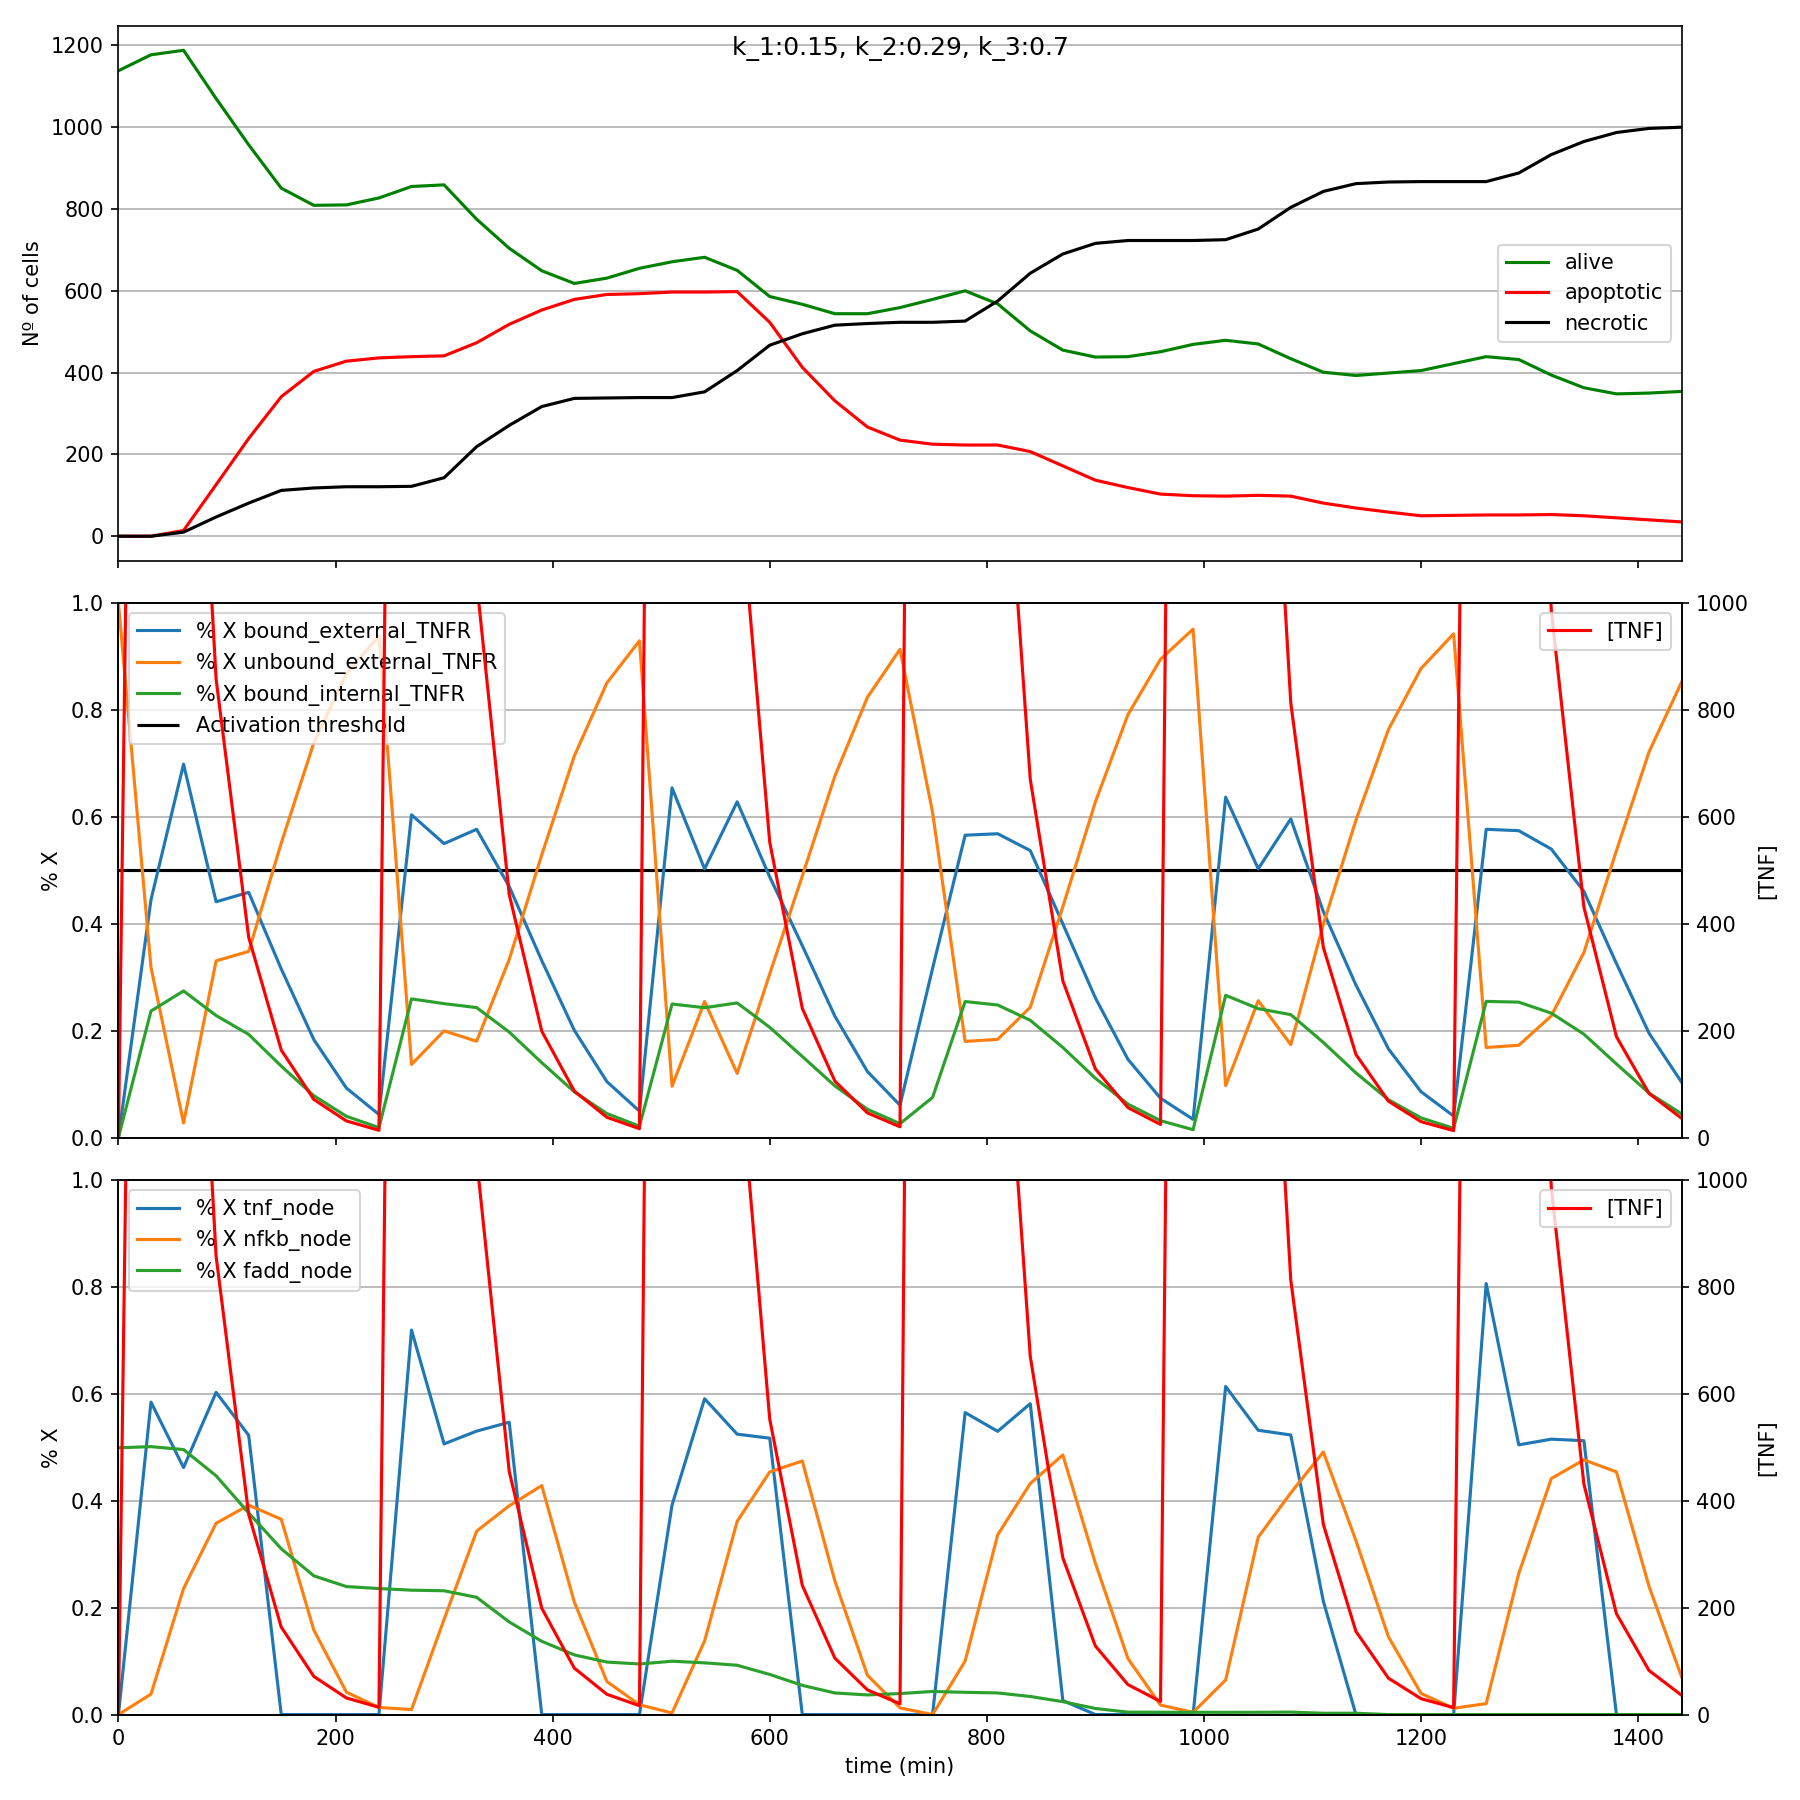 k_1:0.15, k_2:0.29, k_3:0.7
1200
1000
800
600
400
200
0
Nº of cells
alive
apoptotic
necrotic
1.0
0.8
0.6
0.4
0.2
0.0
% X
% X bound_external_TNFR
% X unbound_external_TNFR
% X bound_internal_TNFR
Activation threshold
[TNF]
1000
800
600
400
200
0
[TNF]
1.0
0.8
0.6
0.4
0.2
0.0
% X
% X tnf_node
% X nfkb_node
% X fadd_node
[TNF]
1000
800
600
400
200
0
[TNF]
0 200 400 600 800 1000 1200 1400
time (min)